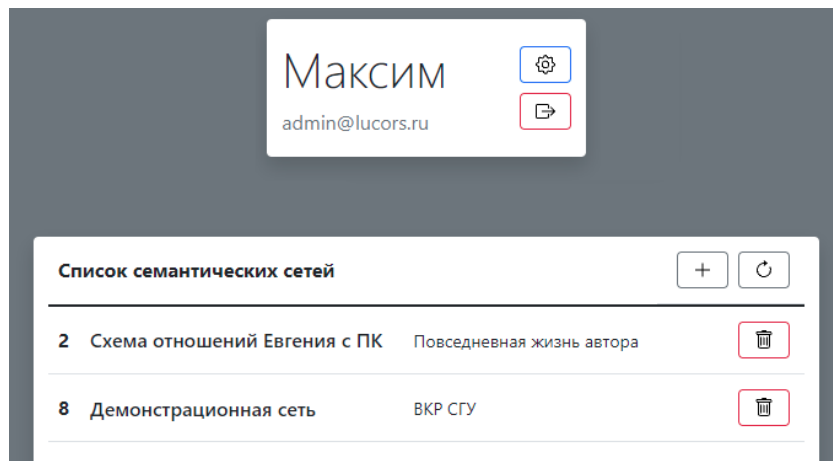 Максим
admin@lucors.ru
Список семантических сетей
2 Схема отношений Евгения с ПК Повседневная жизнь автора
8 Демонстрационная сеть ВКР СГУ